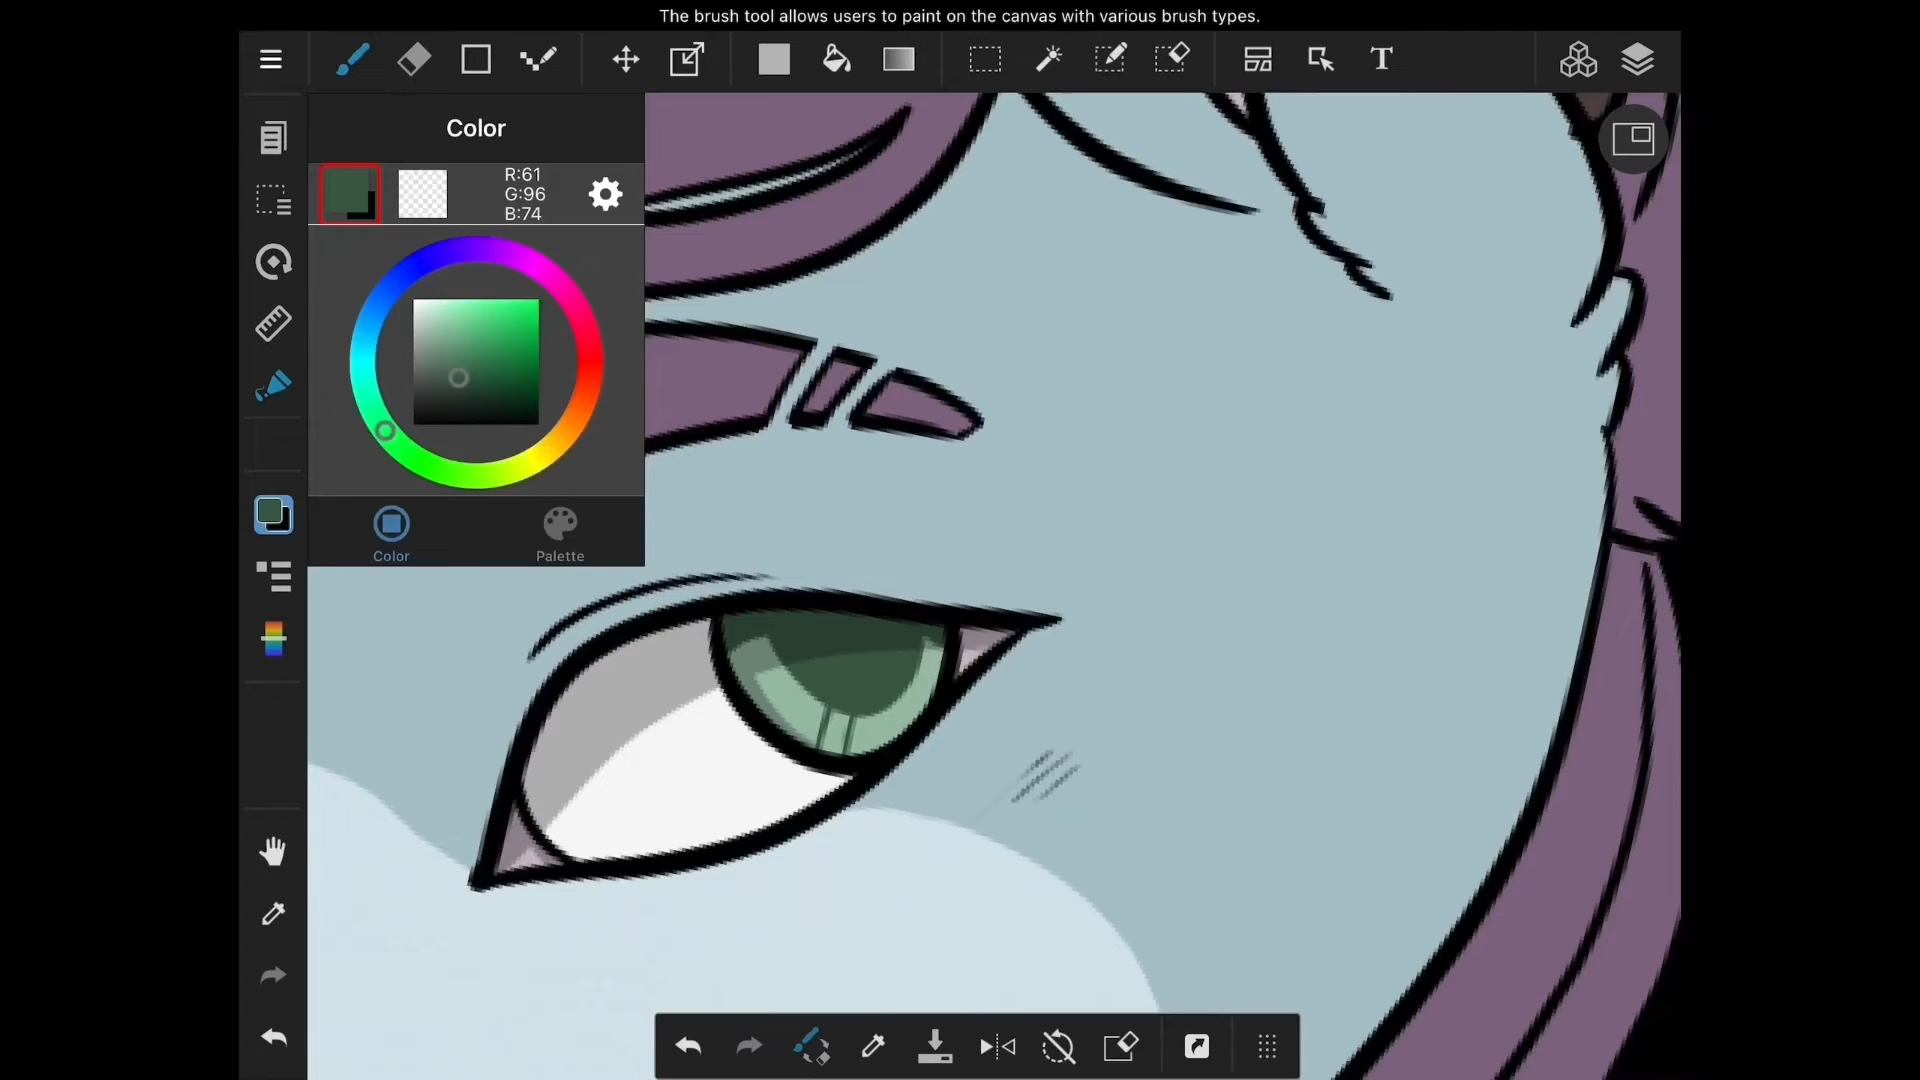 The brush tool allows users to paint on the canvas with various brush types.
T
Color
R:61
G:96
B:74
Color
Palette